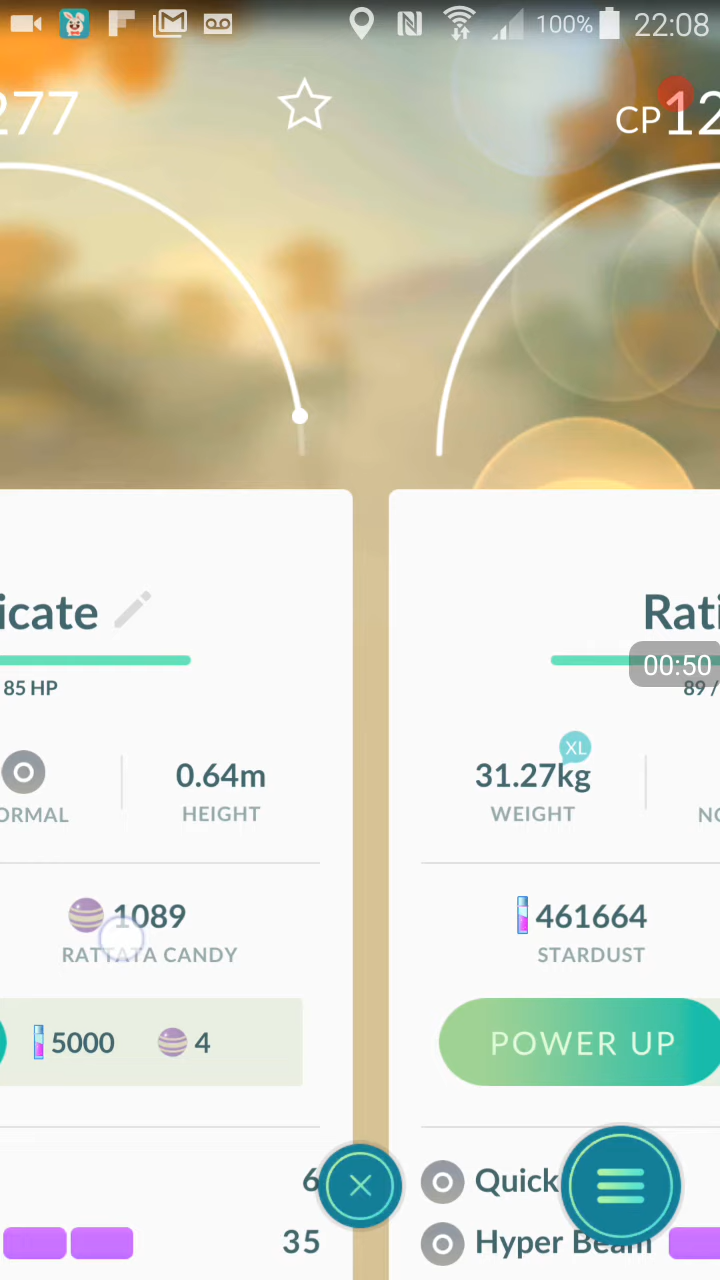 100% 22:08
277
CP 12
icate
Rati
00:50
85 HP
89 /
XL
0.64m
31.27kg
ORMAL
HEIGHT
WEIGHT
NO
1089
461664
RATTATA CANDY
STARDUST
5000
4
POWER UP
6
Quick
35
Hyper Beam